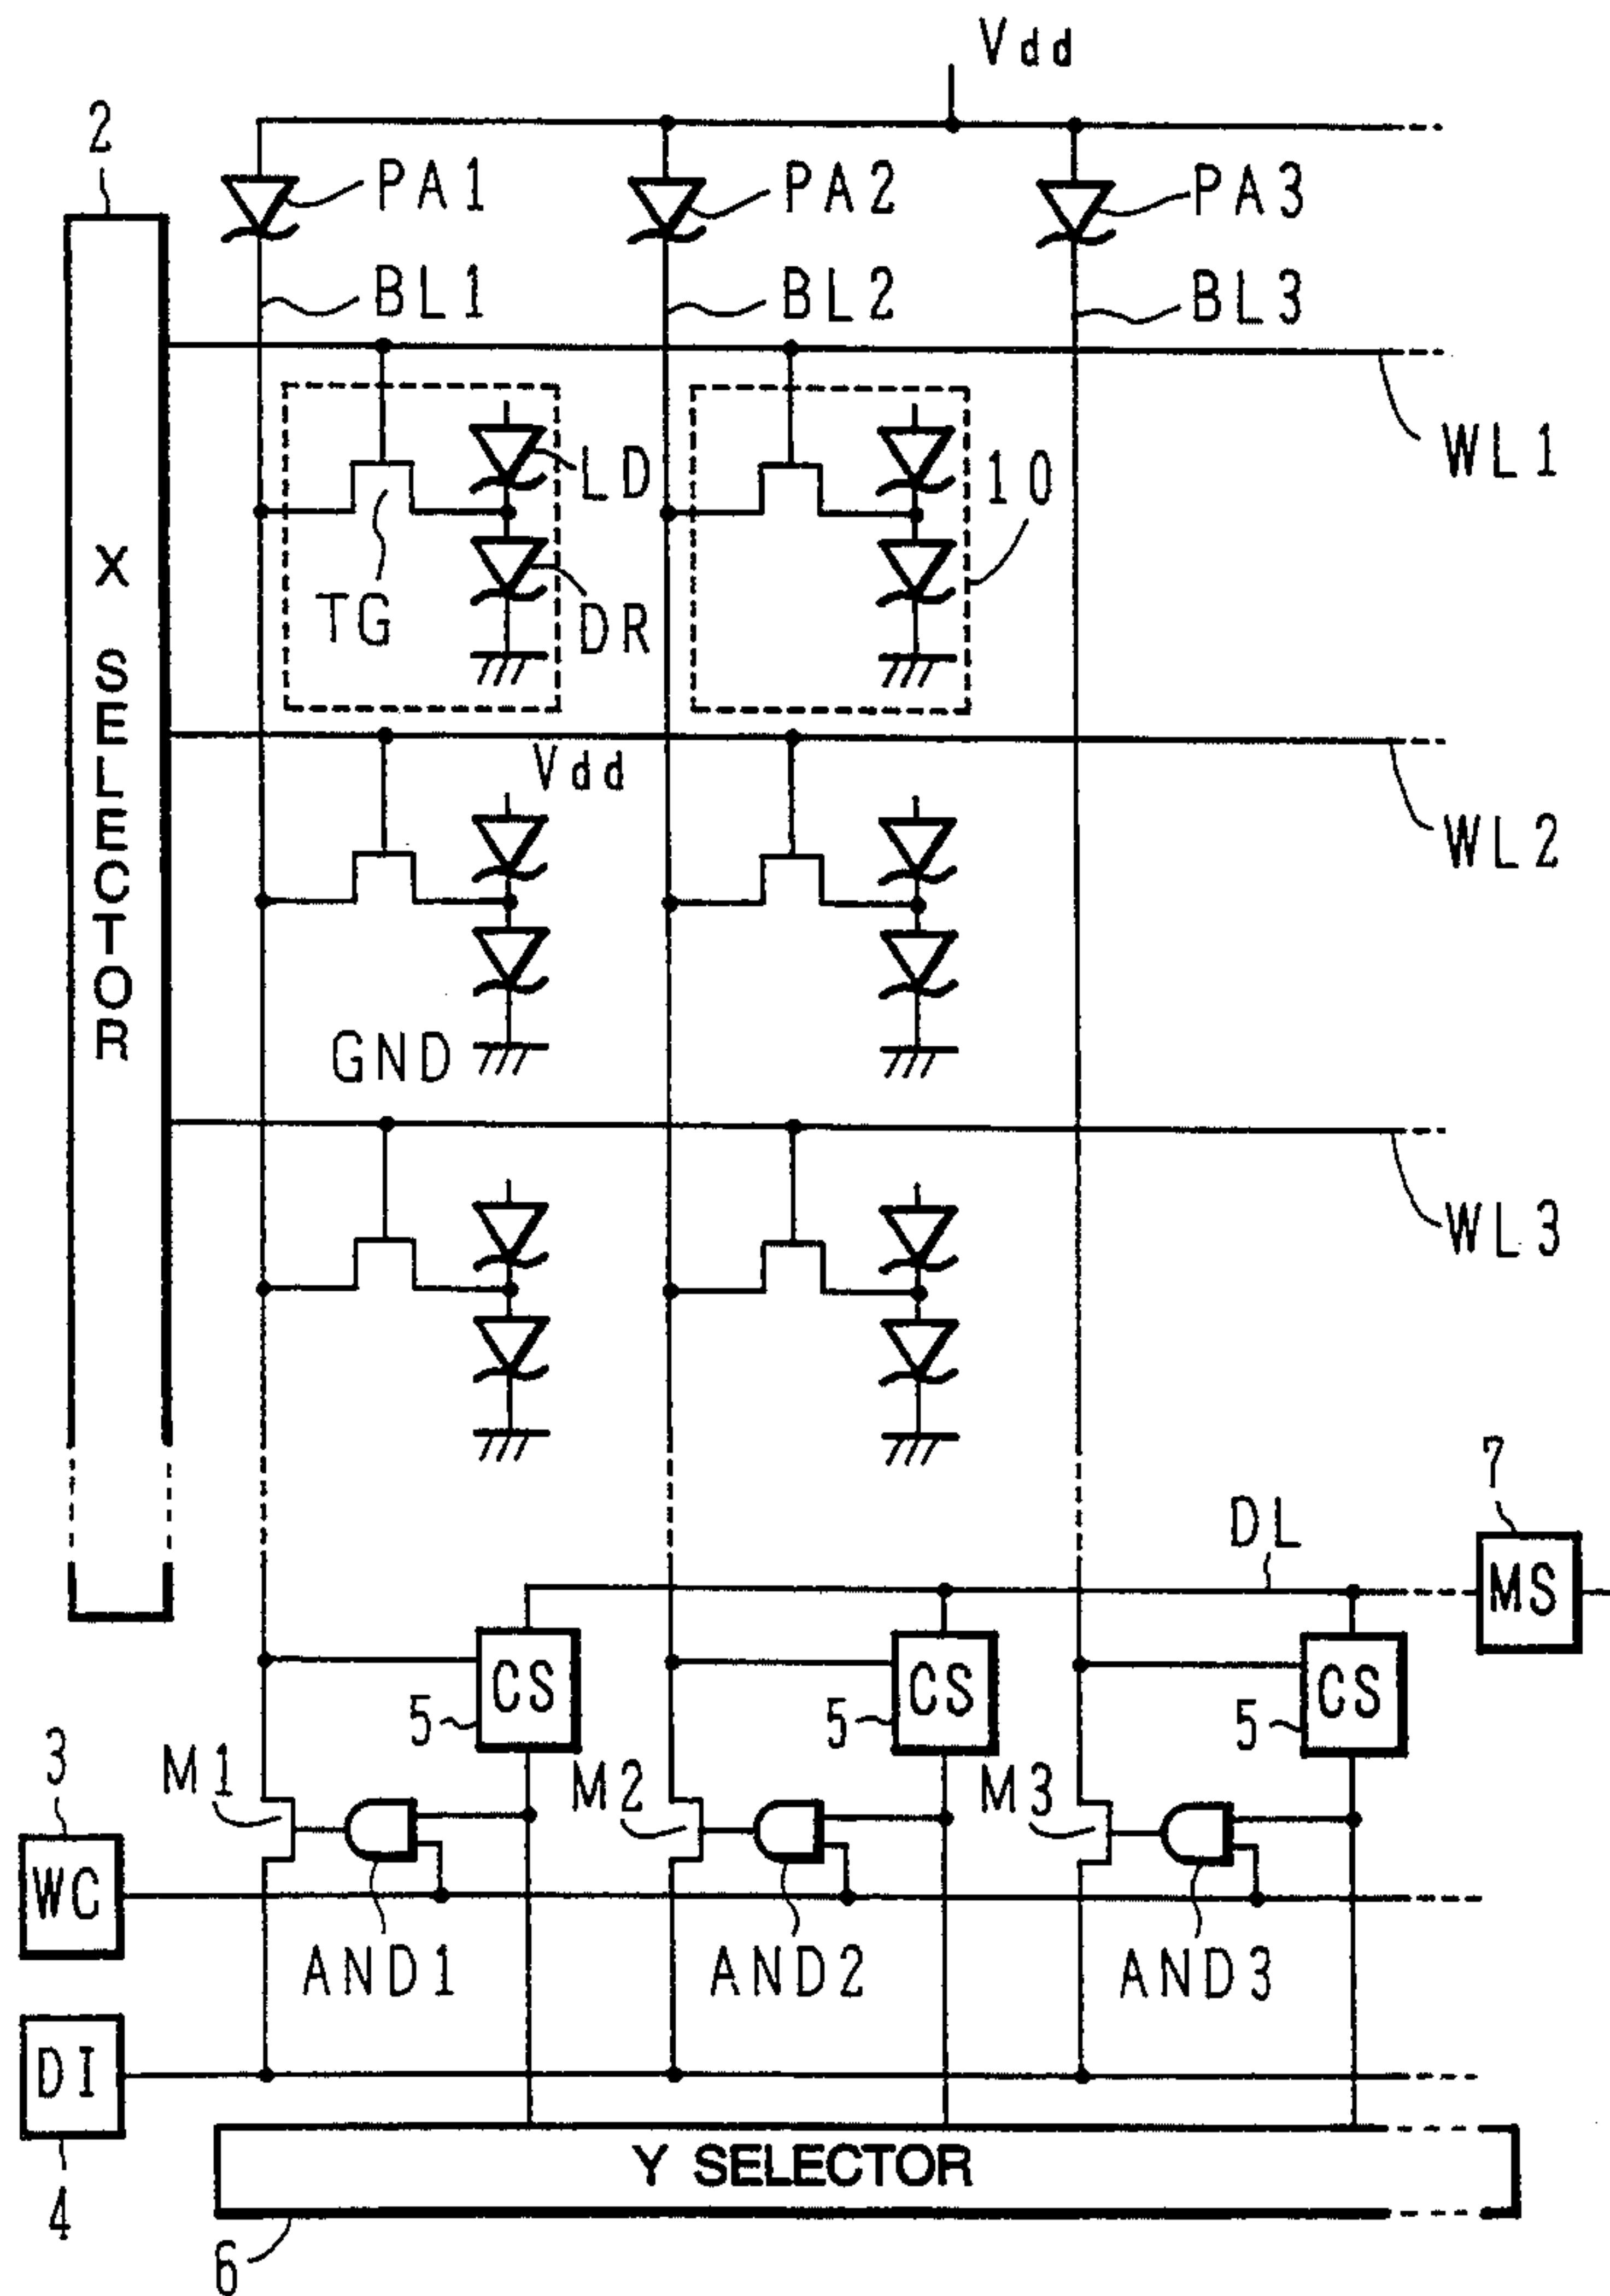 Vdd
2
PA1
PA2
PA3
BL1
BL2
BL3
WL1
LD
10
X SELECTOR
TG
DR
Vdd
WL2
GND
WL3
7
DL
MS
CS
CS
CS
5
5
5
3
M1
M2
M3
WC
AND1
AND2
AND3
DI
Y SELECTOR
4
6